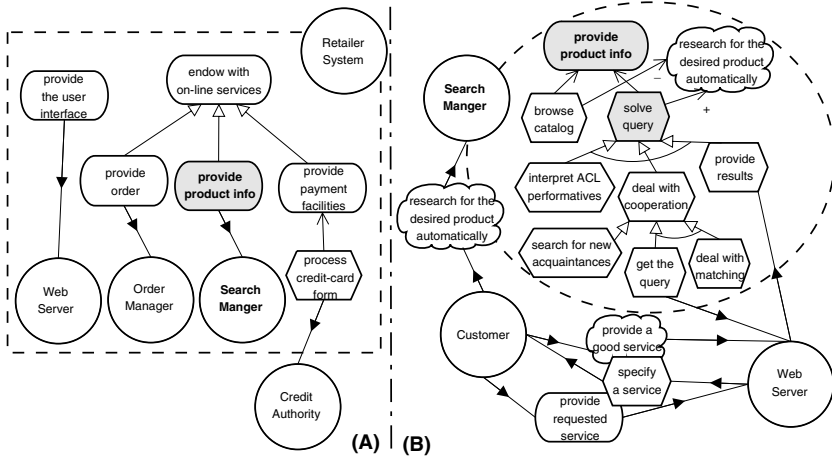 Retailer
System
provide
the user
interface
endow with
on-line services
provide
order
provide
product info
provide
payment
facilities
process
credit-card
form
Web
Server
Order
Manager
Search
Manger
Credit
Authority
(A)
(B)
provide
product info
research for the
desired product
automatically
Search
Manger
browse
catalog
solve
query
–
+
interpret ACL
performatives
provide
results
deal with
cooperation
research for the
desired product
automatically
search for new
acquaintances
get the
query
deal with
matching
Customer
provide a
good service
specify
a service
provide
requested
service
Web
Server